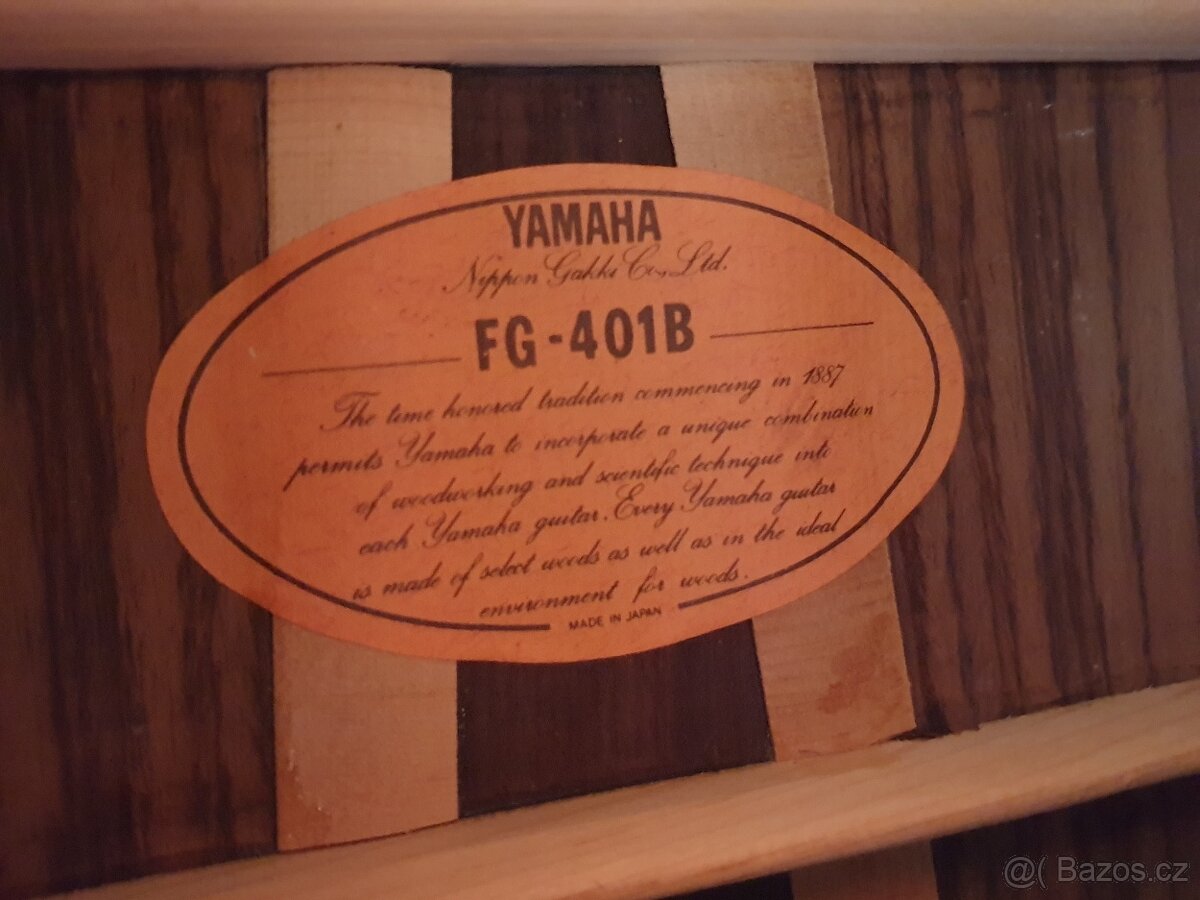 YAMAHA
Nippon Gakki Co., Ltd.
FG-401B
The time honored tradition commencing in 1887
permits Yamaha to incorporate a unique combination
of woodworking and scientific technique into
each Yamaha guitar. Every Yamaha guitar
is made of select woods as well as in the ideal
environment for woods.
MADE IN JAPAN
@( Bazos.cz